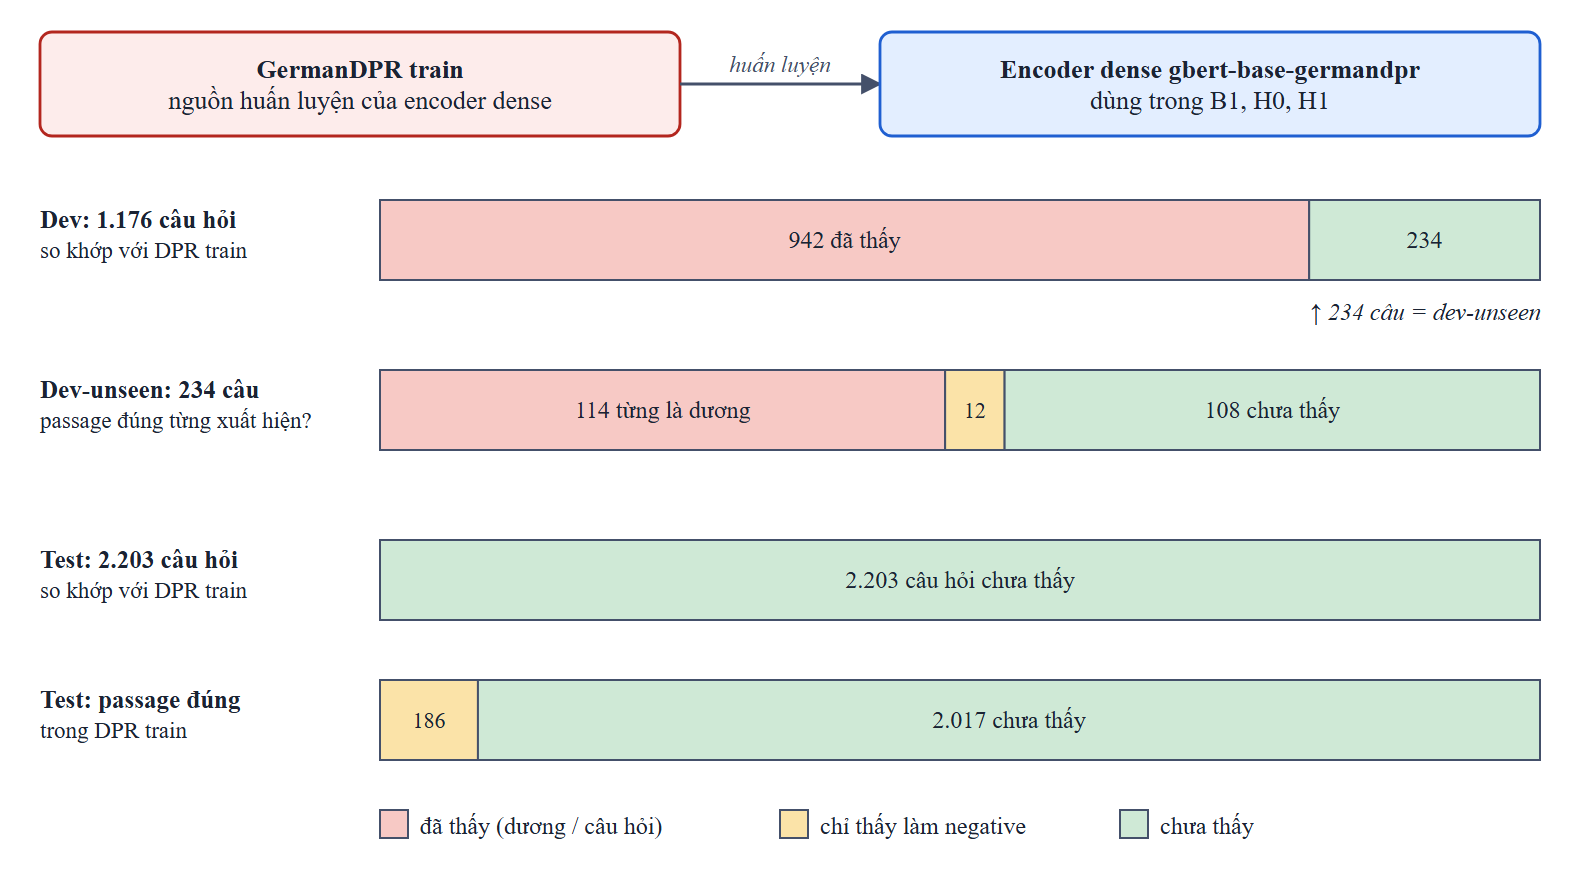 GermanDPR train
nguồn huấn luyện của encoder dense
huấn luyện
Encoder dense gbert-base-germandpr
dùng trong B1, H0, H1
Dev: 1.176 câu hỏi
so khớp với DPR train
942 đã thấy
234
↑ 234 câu = dev-unseen
Dev-unseen: 234 câu
passage đúng từng xuất hiện?
114 từng là dương
12
108 chưa thấy
Test: 2.203 câu hỏi
so khớp với DPR train
2.203 câu hỏi chưa thấy
Test: passage đúng
trong DPR train
186
2.017 chưa thấy
đã thấy (dương / câu hỏi)
chỉ thấy làm negative
chưa thấy